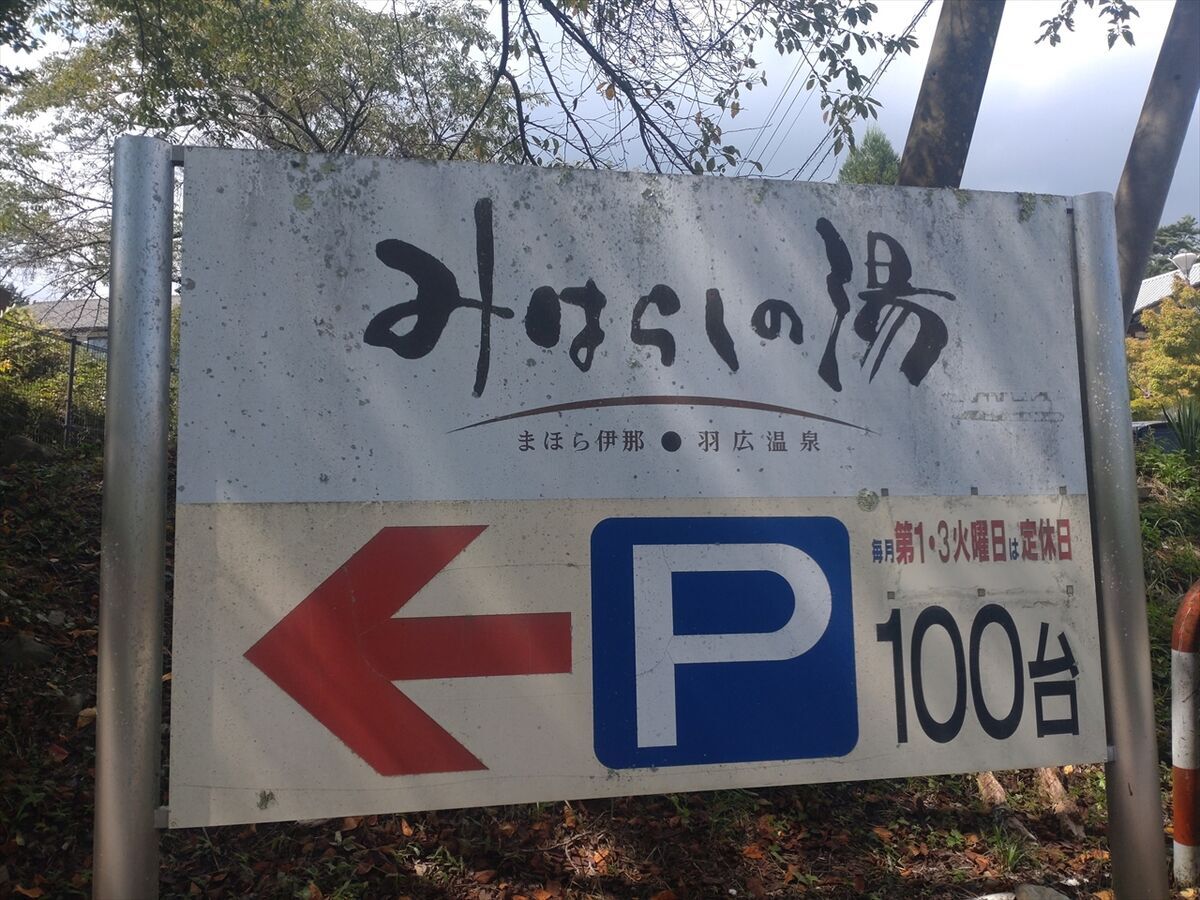 みはらしの湯
まほら伊那●羽広温泉
毎月第1・3火曜日は定休日
P
100台